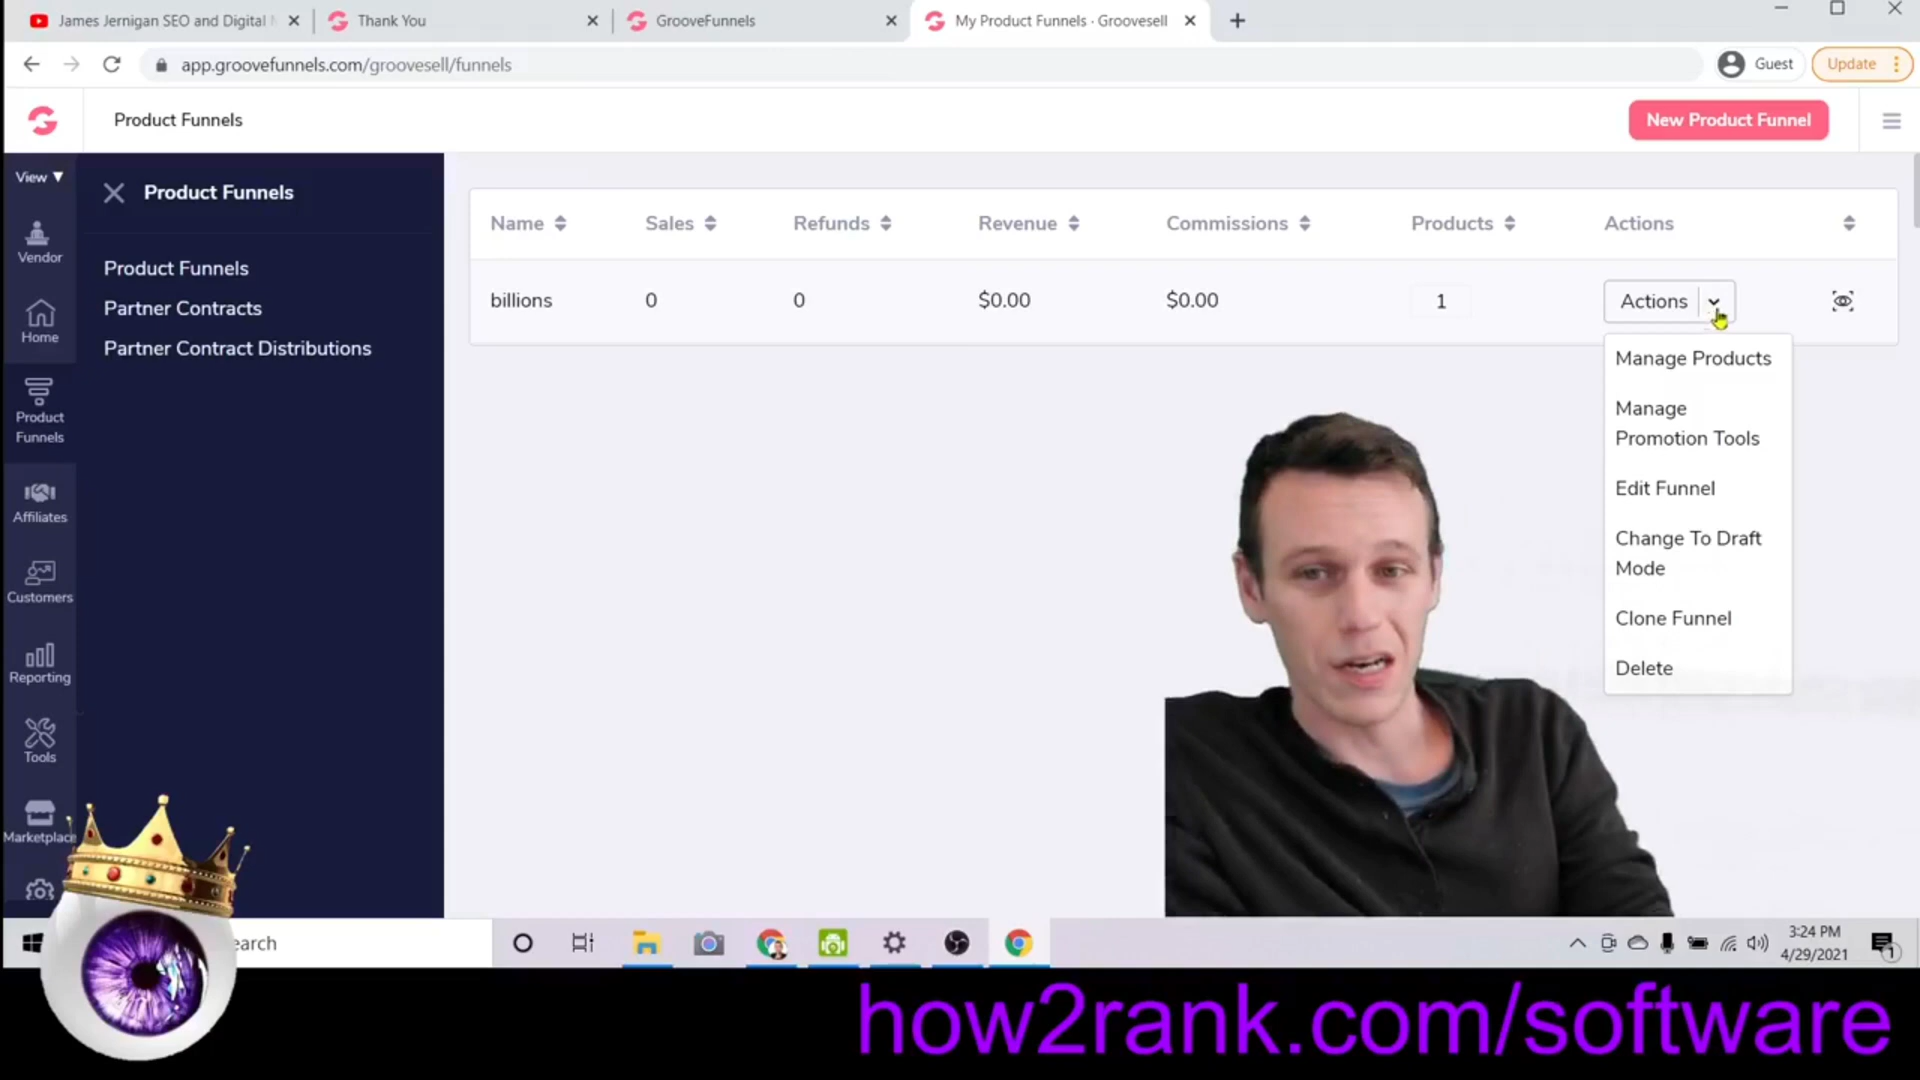 James Jernigan SEO and Digital
Thank You
GrooveFunnels
My Product Funnels · Groovesell
app.groovefunnels.com/groovesell/funnels
Guest
Update
Product Funnels
New Product Funnel
View ▼
Product Funnels
Vendor
Home
Product
Funnels
Affiliates
Customers
Reporting
Tools
Marketplace
Product Funnels
Partner Contracts
Partner Contract Distributions
Name
Sales
Refunds
Revenue
Commissions
Products
Actions
billions
0
0
$0.00
$0.00
1
Actions
Manage Products
Manage
Promotion Tools
Edit Funnel
Change To Draft
Mode
Clone Funnel
Delete
earch
3:24 PM
4/29/2021
1
how2rank.com/software